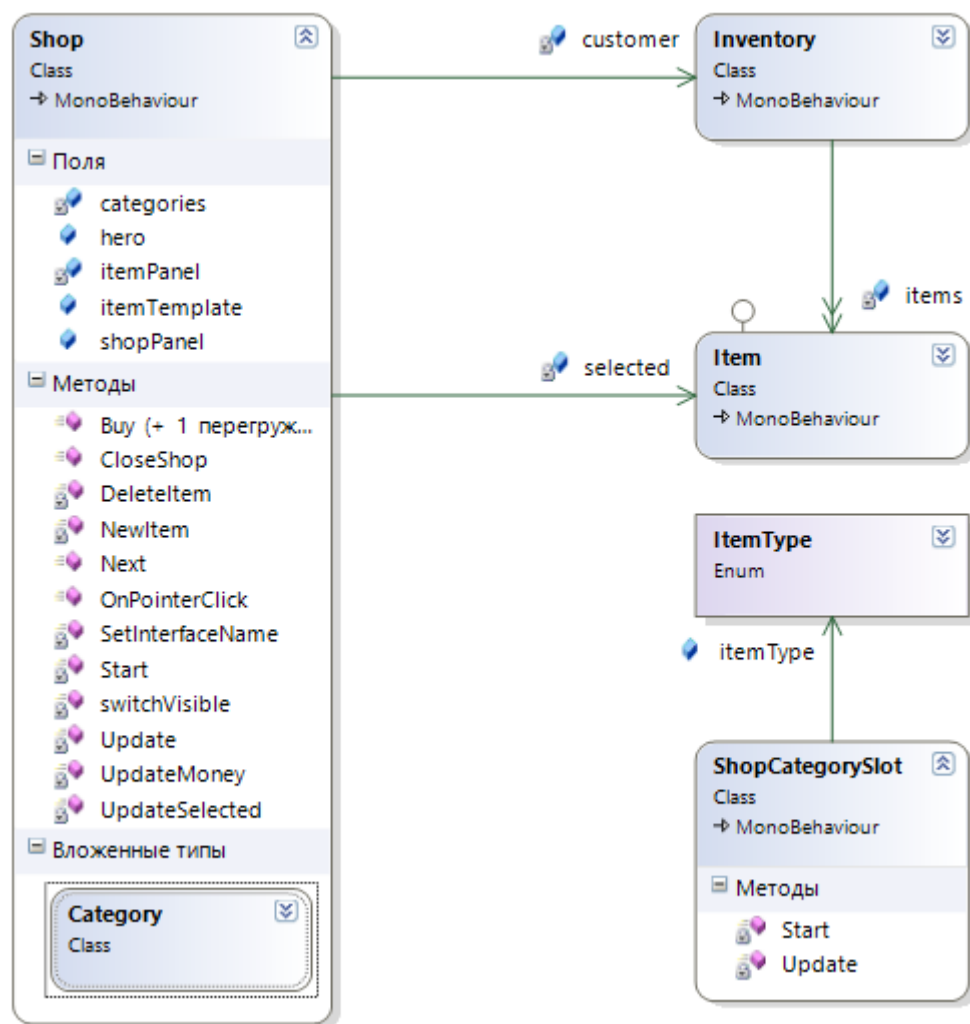 Shop
Class
MonoBehaviour
Поля
categories
hero
itemPanel
itemTemplate
shopPanel
Методы
Buy (+ 1 перегруж...
CloseShop
DeleteItem
NewItem
Next
OnPointerClick
SetInterfaceName
Start
switchVisible
Update
UpdateMoney
UpdateSelected
Вложенные типы
Category
Class
customer
Inventory
Class
MonoBehaviour
items
selected
Item
Class
MonoBehaviour
ItemType
Enum
itemType
ShopCategorySlot
Class
MonoBehaviour
Методы
Start
Update